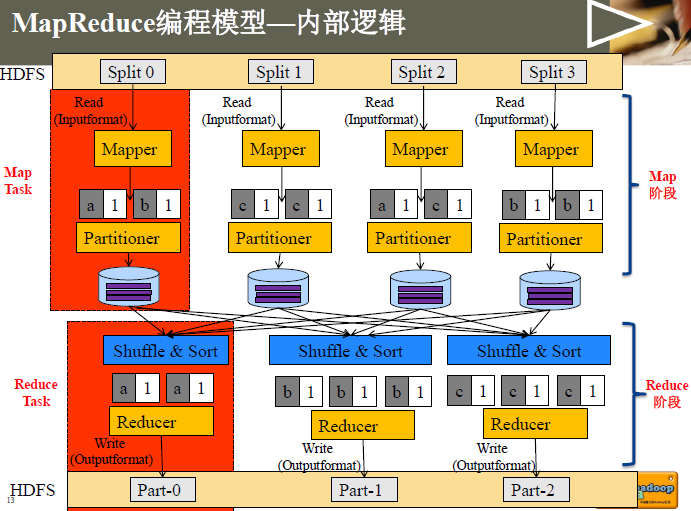 MapReduce编程模型—内部逻辑
HDFS
Split 0
Split 1
Split 2
Split 3
Read
(Inputformat)
Read
(Inputformat)
Read
(Inputformat)
Read
(Inputformat)
Map
Task
Mapper
Mapper
Mapper
Mapper
Map
阶段
a 1 b 1
c 1 c 1
a 1 c 1
b 1 b 1
Partitioner
Partitioner
Partitioner
Partitioner
Shuffle & Sort
Shuffle & Sort
Shuffle & Sort
Reduce
Task
a 1 a 1
b 1 b 1 b 1
c 1 c 1 c 1
Reduce
阶段
Reducer
Reducer
Reducer
Write
(Outputformat)
Write
(Outputformat)
Write
(Outputformat)
HDFS
Part-0
Part-1
Part-2
13